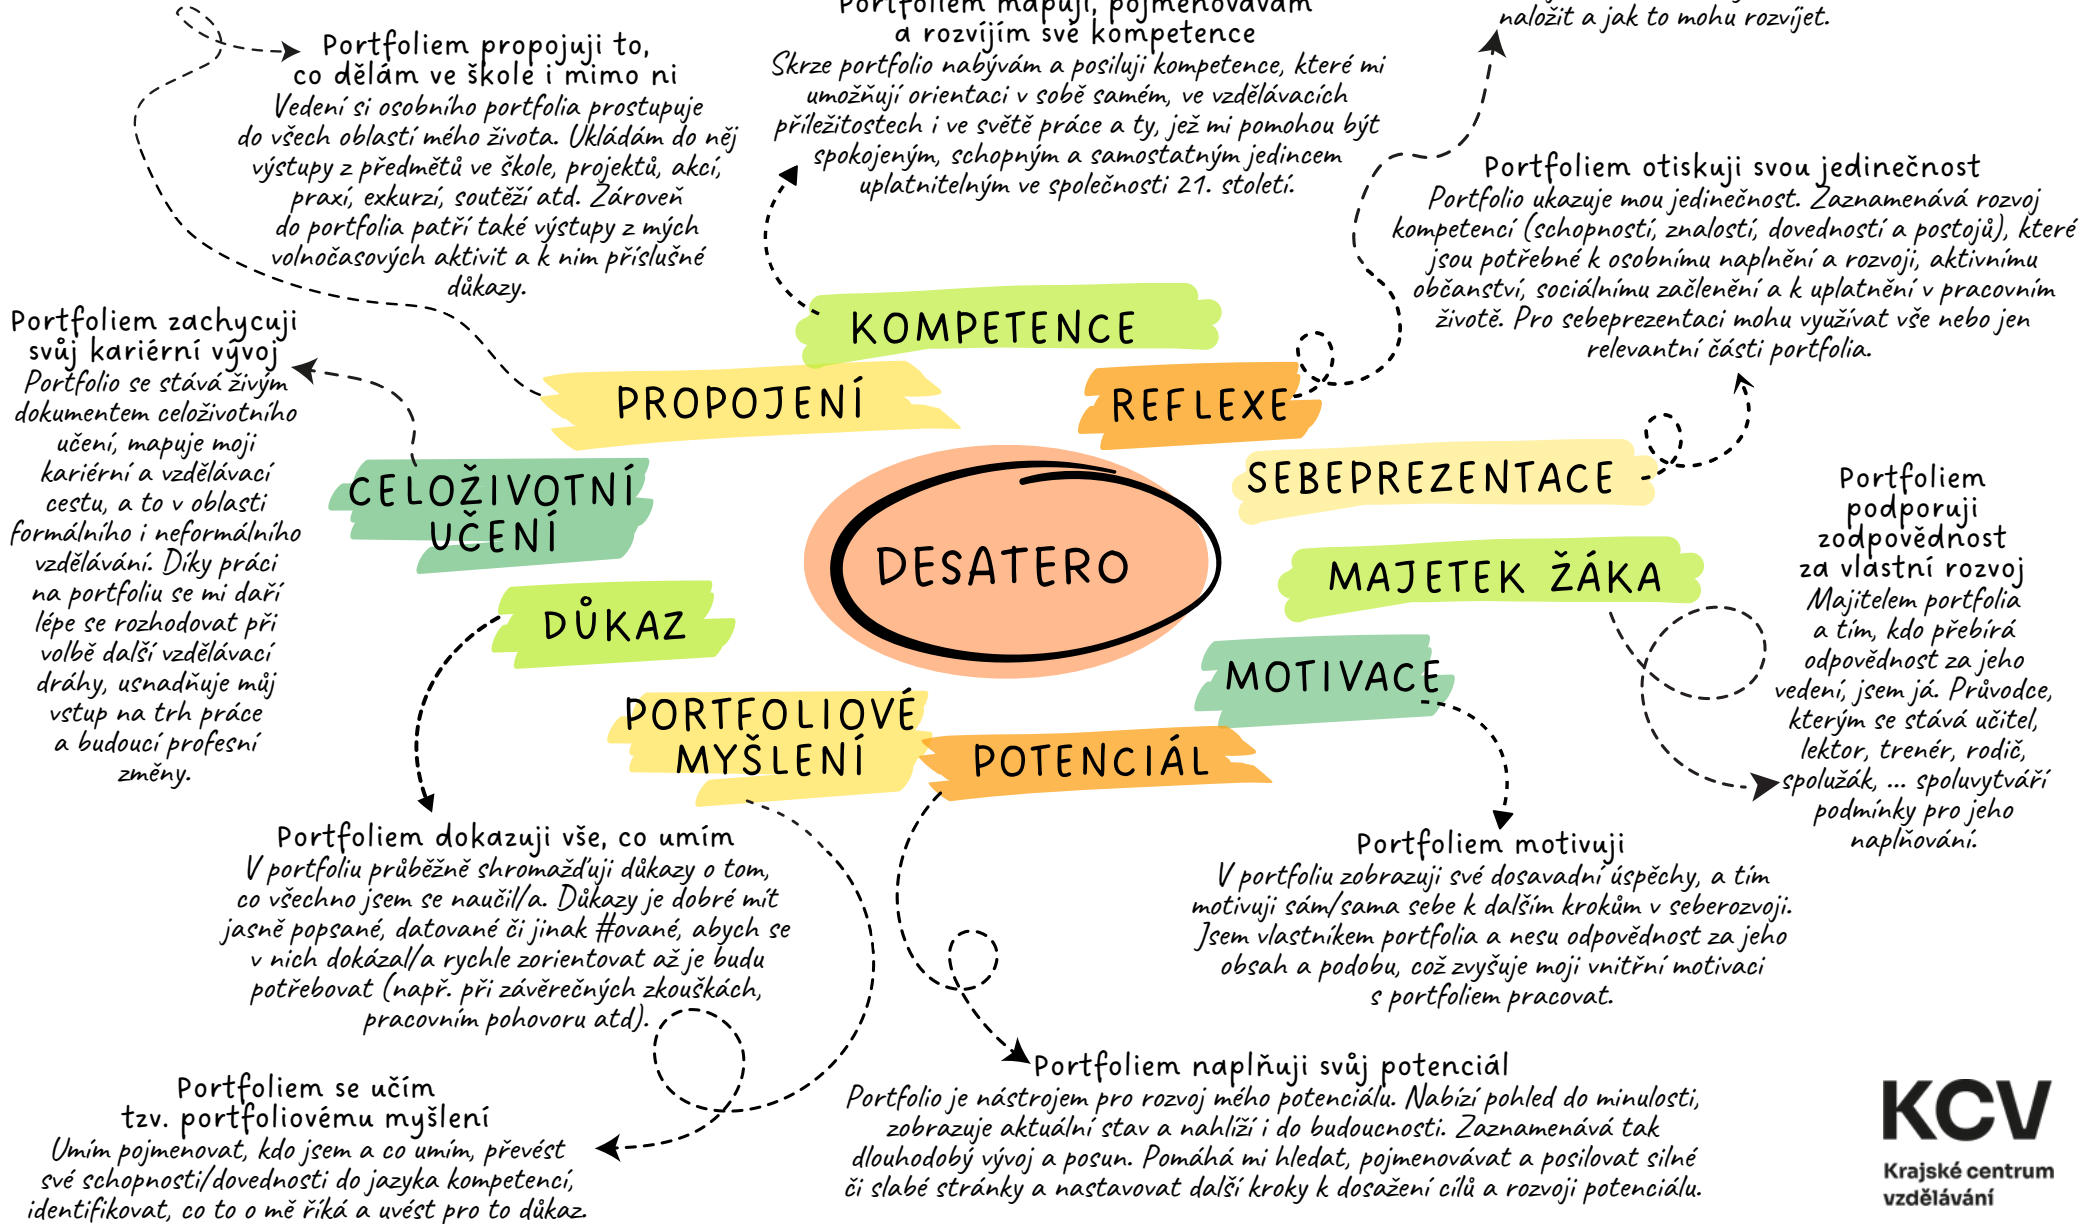 Portfoliem propojuji to,
co dělám ve škole i mimo ni
Vedení si osobního portfolia prostupuje
do všech oblastí mého života. Ukládám do něj
výstupy z předmětů ve škole, projektů, akcí,
praxí, exkurzí, soutěží atd. Zároveň
do portfolia patří také výstupy z mých
volnočasových aktivit a k nim příslušné
důkazy.
Portfoliem mapuji, pojmenovávám
a rozvíjím své kompetence
Skrze portfolio nabývám a posiluji kompetence, které mi
umožňují orientaci v sobě samém, ve vzdělávacích
příležitostech i ve světě práce a ty, jež mi pomohou být
spokojeným, schopným a samostatným jedincem
uplatnitelným ve společnosti 21. století.
naložit a jak to mohu rozvíjet.
Portfoliem otiskuji svou jedinečnost
Portfolio ukazuje mou jedinečnost. Zaznamenává rozvoj
kompetencí (schopností, znalostí, dovedností a postojů), které
jsou potřebné k osobnímu naplnění a rozvoji, aktivnímu
občanství, sociálnímu začlenění a k uplatnění v pracovním
životě. Pro sebeprezentaci mohu využívat vše nebo jen
relevantní části portfolia.
Portfoliem zachycuji
svůj kariérní vývoj
Portfolio se stává živým
dokumentem celoživotního
učení, mapuje moji
kariérní a vzdělávací
cestu, a to v oblasti
formálního i neformálního
vzdělávání. Díky práci
na portfoliu se mi daří
lépe se rozhodovat při
volbě další vzdělávací
dráhy, usnadňuje můj
vstup na trh práce
a budoucí profesní
změny.
KOMPETENCE
PROPOJENÍ
REFLEXE
CELOŽIVOTNÍ
UČENÍ
SEBEPREZENTACE
DESATERO
MAJETEK ŽÁKA
DŮKAZ
MOTIVACE
PORTFOLIOVÉ
MYŠLENÍ
POTENCIÁL
Portfoliem
podporuji
zodpovědnost
za vlastní rozvoj
Majitelem portfolia
a tím, kdo přebírá
odpovědnost za jeho
vedení, jsem já. Průvodce,
kterým se stává učitel,
lektor, trenér, rodič,
spolužák, ... spoluvytváří
podmínky pro jeho
naplňování.
Portfoliem dokazuji vše, co umím
V portfoliu průběžně shromažďuji důkazy o tom,
co všechno jsem se naučil/a. Důkazy je dobré mít
jasně popsané, datované či jinak #ované, abych se
v nich dokázal/a rychle zorientovat až je budu
potřebovat (např. při závěrečných zkouškách,
pracovním pohovoru atd).
Portfoliem motivuji
V portfoliu zobrazuji své dosavadní úspěchy, a tím
motivuji sám/sama sebe k dalším krokům v seberozvoji.
Jsem vlastníkem portfolia a nesu odpovědnost za jeho
obsah a podobu, což zvyšuje moji vnitřní motivaci
s portfoliem pracovat.
Portfoliem se učím
tzv. portfoliovému myšlení
Umím pojmenovat, kdo jsem a co umím, převést
své schopnosti/dovednosti do jazyka kompetencí,
identifikovat, co to o mě říká a uvést pro to důkaz.
Portfoliem naplňuji svůj potenciál
Portfolio je nástrojem pro rozvoj mého potenciálu. Nabízí pohled do minulosti,
zobrazuje aktuální stav a nahlíží i do budoucnosti. Zaznamenává tak
dlouhodobý vývoj a posun. Pomáhá mi hledat, pojmenovávat a posilovat silné
či slabé stránky a nastavovat další kroky k dosažení cílů a rozvoji potenciálu.
KCV
Krajské centrum
vzdělávání